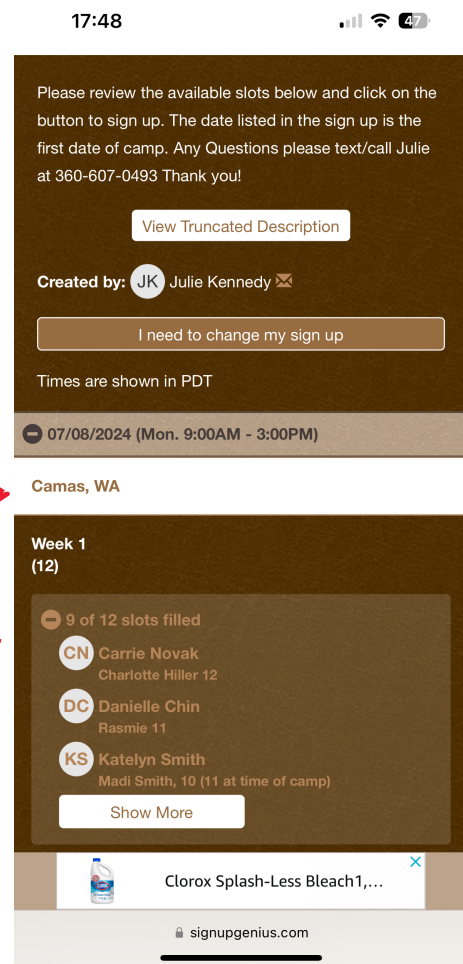 17:48
47
Please review the available slots below and click on the
button to sign up. The date listed in the sign up is the
first date of camp. Any Questions please text/call Julie
at 360-607-0493 Thank you!
View Truncated Description
Created by: JK Julie Kennedy
I need to change my sign up
Times are shown in PDT
07/08/2024 (Mon. 9:00AM - 3:00PM)
Camas, WA
Week 1
(12)
9 of 12 slots filled
CN Carrie Novak
Charlotte Hiller 12
DC Danielle Chin
Rasmie 11
KS Katelyn Smith
Madi Smith, 10 (11 at time of camp)
Show More
Clorox Splash-Less Bleach1,...
signupgenius.com